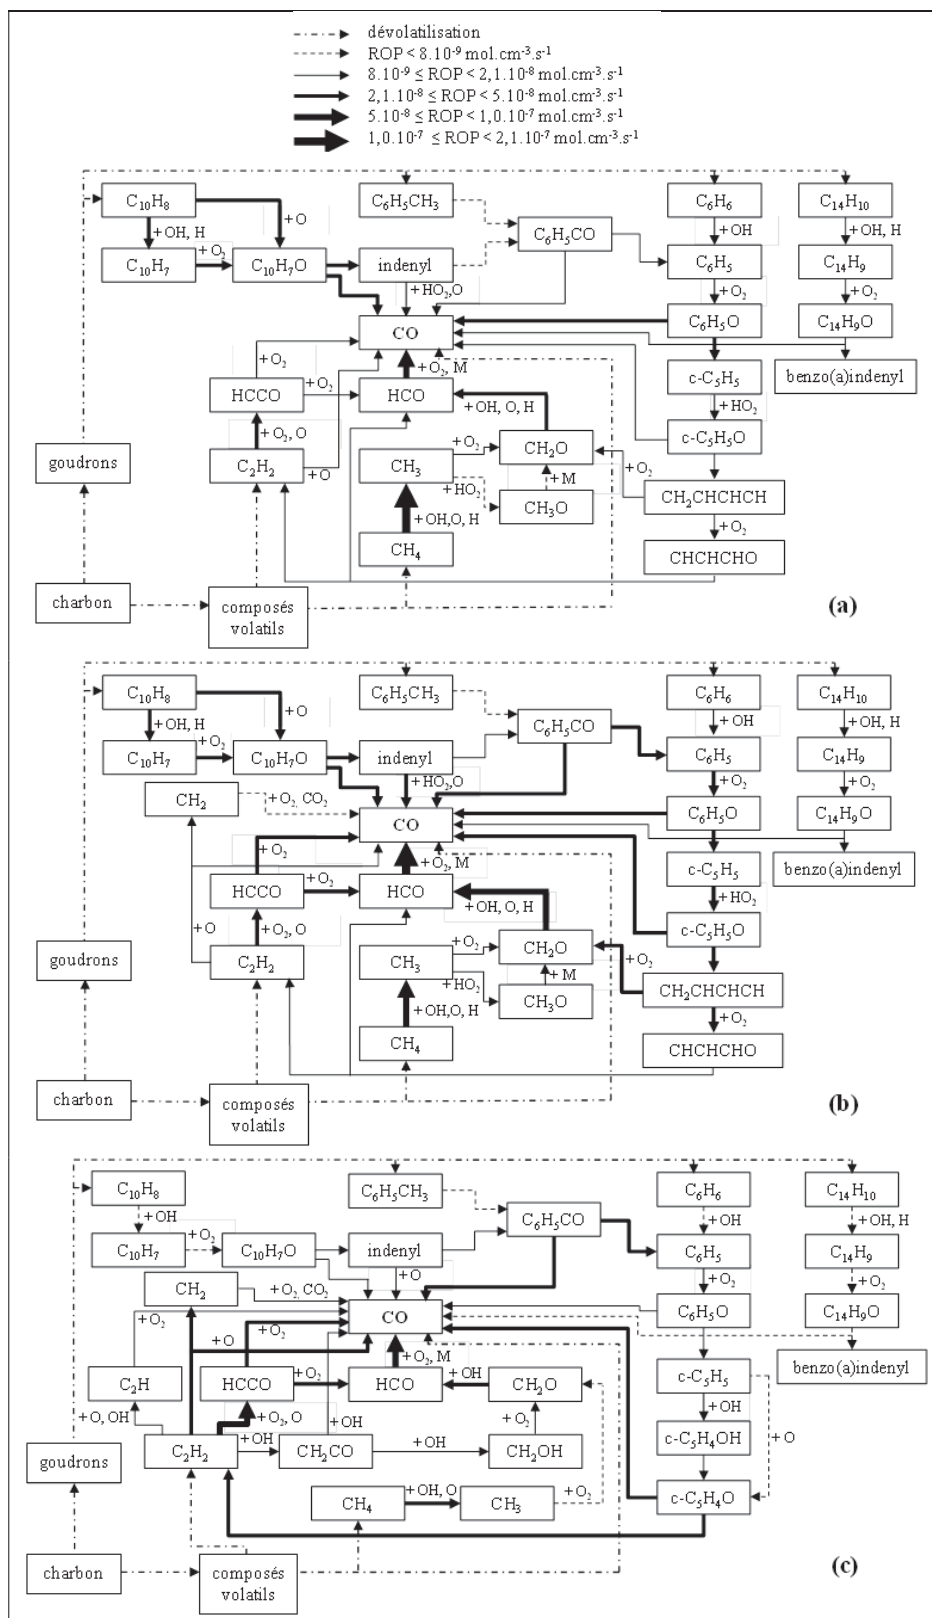 dévolatilisation
ROP < 8.10⁻⁹ mol.cm⁻³.s⁻¹
8.10⁻⁹ ≤ ROP < 2,1.10⁻⁸ mol.cm⁻³.s⁻¹
2,1.10⁻⁸ ≤ ROP < 5.10⁻⁸ mol.cm⁻³.s⁻¹
5.10⁻⁸ ≤ ROP < 1,0.10⁻⁷ mol.cm⁻³.s⁻¹
1,0.10⁻⁷ ≤ ROP < 2,1.10⁻⁷ mol.cm⁻³.s⁻¹
C₁₀H₈
C₆H₅CH₃
C₆H₆
C₁₄H₁₀
+ O
+ OH, H
+ O₂
C₆H₅CO
+ OH
+ OH, H
C₁₀H₇
C₁₀H₇O
indenyl
C₆H₅
C₁₄H₉
+ HO₂,O
+ O₂
+ O₂
CO
C₆H₅O
C₁₄H₉O
+ O₂
+ O₂, M
HCCO
+ O₂
HCO
c-C₅H₅
benzo(a)indenyl
+ OH, O, H
+ HO₂
+ O₂, O
c-C₅H₅O
goudrons
C₂H₂
+ O
CH₃
+ O₂
CH₂O
+ O₂
+ HO₂
+ M
CH₃O
CH₂CHCHCH
+ OH,O, H
+ O₂
CH₄
CHCHCHO
charbon
composés
volatils
(a)
C₁₀H₈
C₆H₅CH₃
C₆H₆
C₁₄H₁₀
+ O
+ OH, H
+ O₂
C₆H₅CO
+ OH
+ OH, H
C₁₀H₇
C₁₀H₇O
indenyl
C₆H₅
C₁₄H₉
+ HO₂,O
+ O₂
+ O₂
CH₂
+ O₂, CO₂
CO
C₆H₅O
C₁₄H₉O
+ O₂
+ O₂, M
HCCO
+ O₂
HCO
c-C₅H₅
benzo(a)indenyl
+ OH, O, H
+ HO₂
+ O
+ O₂, O
c-C₅H₅O
goudrons
C₂H₂
CH₃
+ O₂
CH₂O
+ O₂
+ HO₂
+ M
CH₃O
CH₂CHCHCH
+ OH,O, H
+ O₂
CH₄
CHCHCHO
charbon
composés
volatils
(b)
C₁₀H₈
C₆H₅CH₃
C₆H₆
C₁₄H₁₀
+ OH
C₆H₅CO
+ OH
+ OH, H
C₁₀H₇
+ O₂
C₁₀H₇O
indenyl
C₆H₅
C₁₄H₉
+ O
+ O₂
+ O₂
CH₂
+ O₂, CO₂
CO
C₆H₅O
C₁₄H₉O
+ O₂
+ O
+ O₂
+ O₂, M
C₂H
HCCO
+ O₂
HCO
+ OH
CH₂O
c-C₅H₅
benzo(a)indenyl
+ O, OH
+ O₂, O
+ OH
+ O₂
+ OH
+ O
C₂H₂
+ OH
CH₂CO
+ OH
CH₂OH
c-C₅H₄OH
goudrons
CH₄
+ OH, O
CH₃
+ O₂
c-C₅H₄O
charbon
composés
volatils
(c)